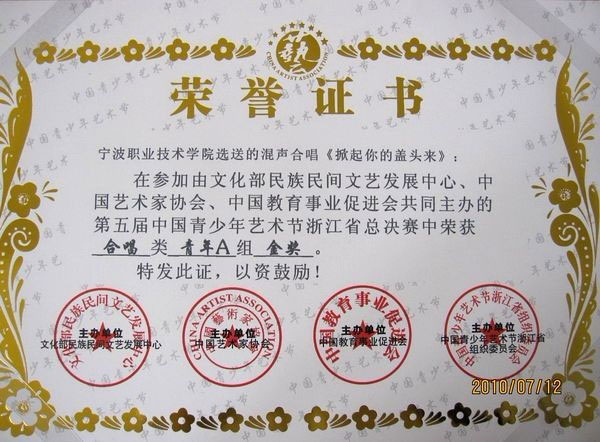 藝
CHINA ARTIST ASSOCIATION
荣誉证书
宁波职业技术学院选送的混声合唱《掀起你的盖头来》:
在参加由文化部民族民间文艺发展中心、中
国艺术家协会、中国教育事业促进会共同主办的
第五届中国青少年艺术节浙江省总决赛中荣获
合唱 类 青年A 组 金奖 。
特发此证,以资鼓励!
文化部民族民间文艺发展中心
主办单位
文化部民族民间文艺发展中心
CHINA ARTIST ASSOCIATION
主办单位
中国艺术家协会
中国教育事业促进会
主办单位
中国教育事业促进会
主办单位
中国青少年艺术节浙江省
组织委员会
2010/07/12
中国青少年艺术节